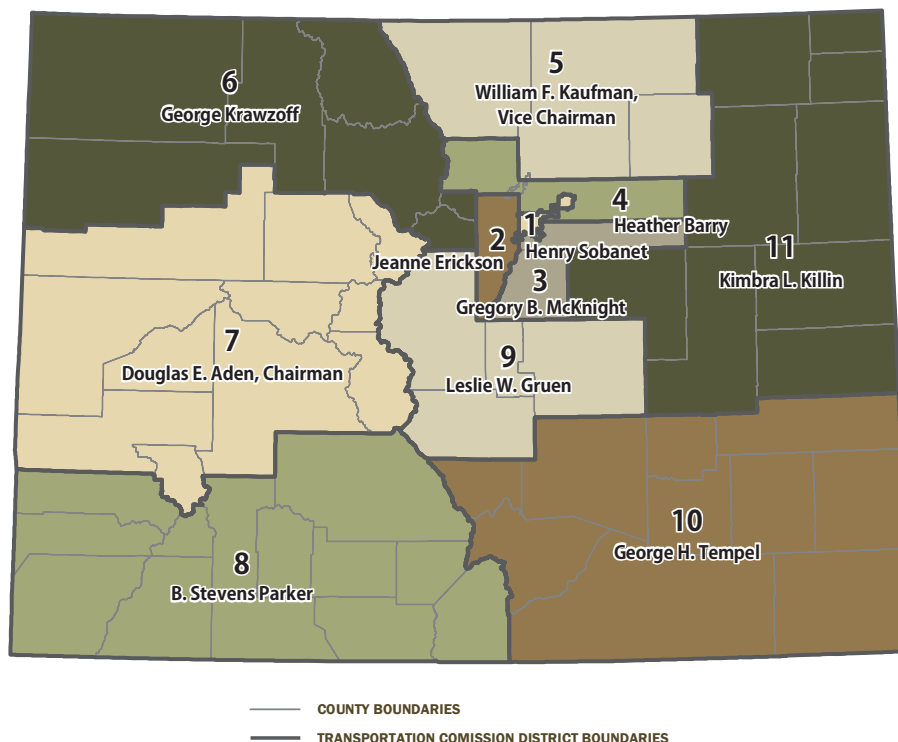 5
William F. Kaufman,
Vice Chairman
6
George Krawzoff
4
Heather Barry
1
Henry Sobanet
2
Jeanne Erickson
11
Kimbra L. Killin
3
Gregory B. McKnight
7
Douglas E. Aden, Chairman
9
Leslie W. Gruen
10
George H. Tempel
8
B. Stevens Parker
COUNTY BOUNDARIES
TRANSPORTATION COMISSION DISTRICT BOUNDARIES